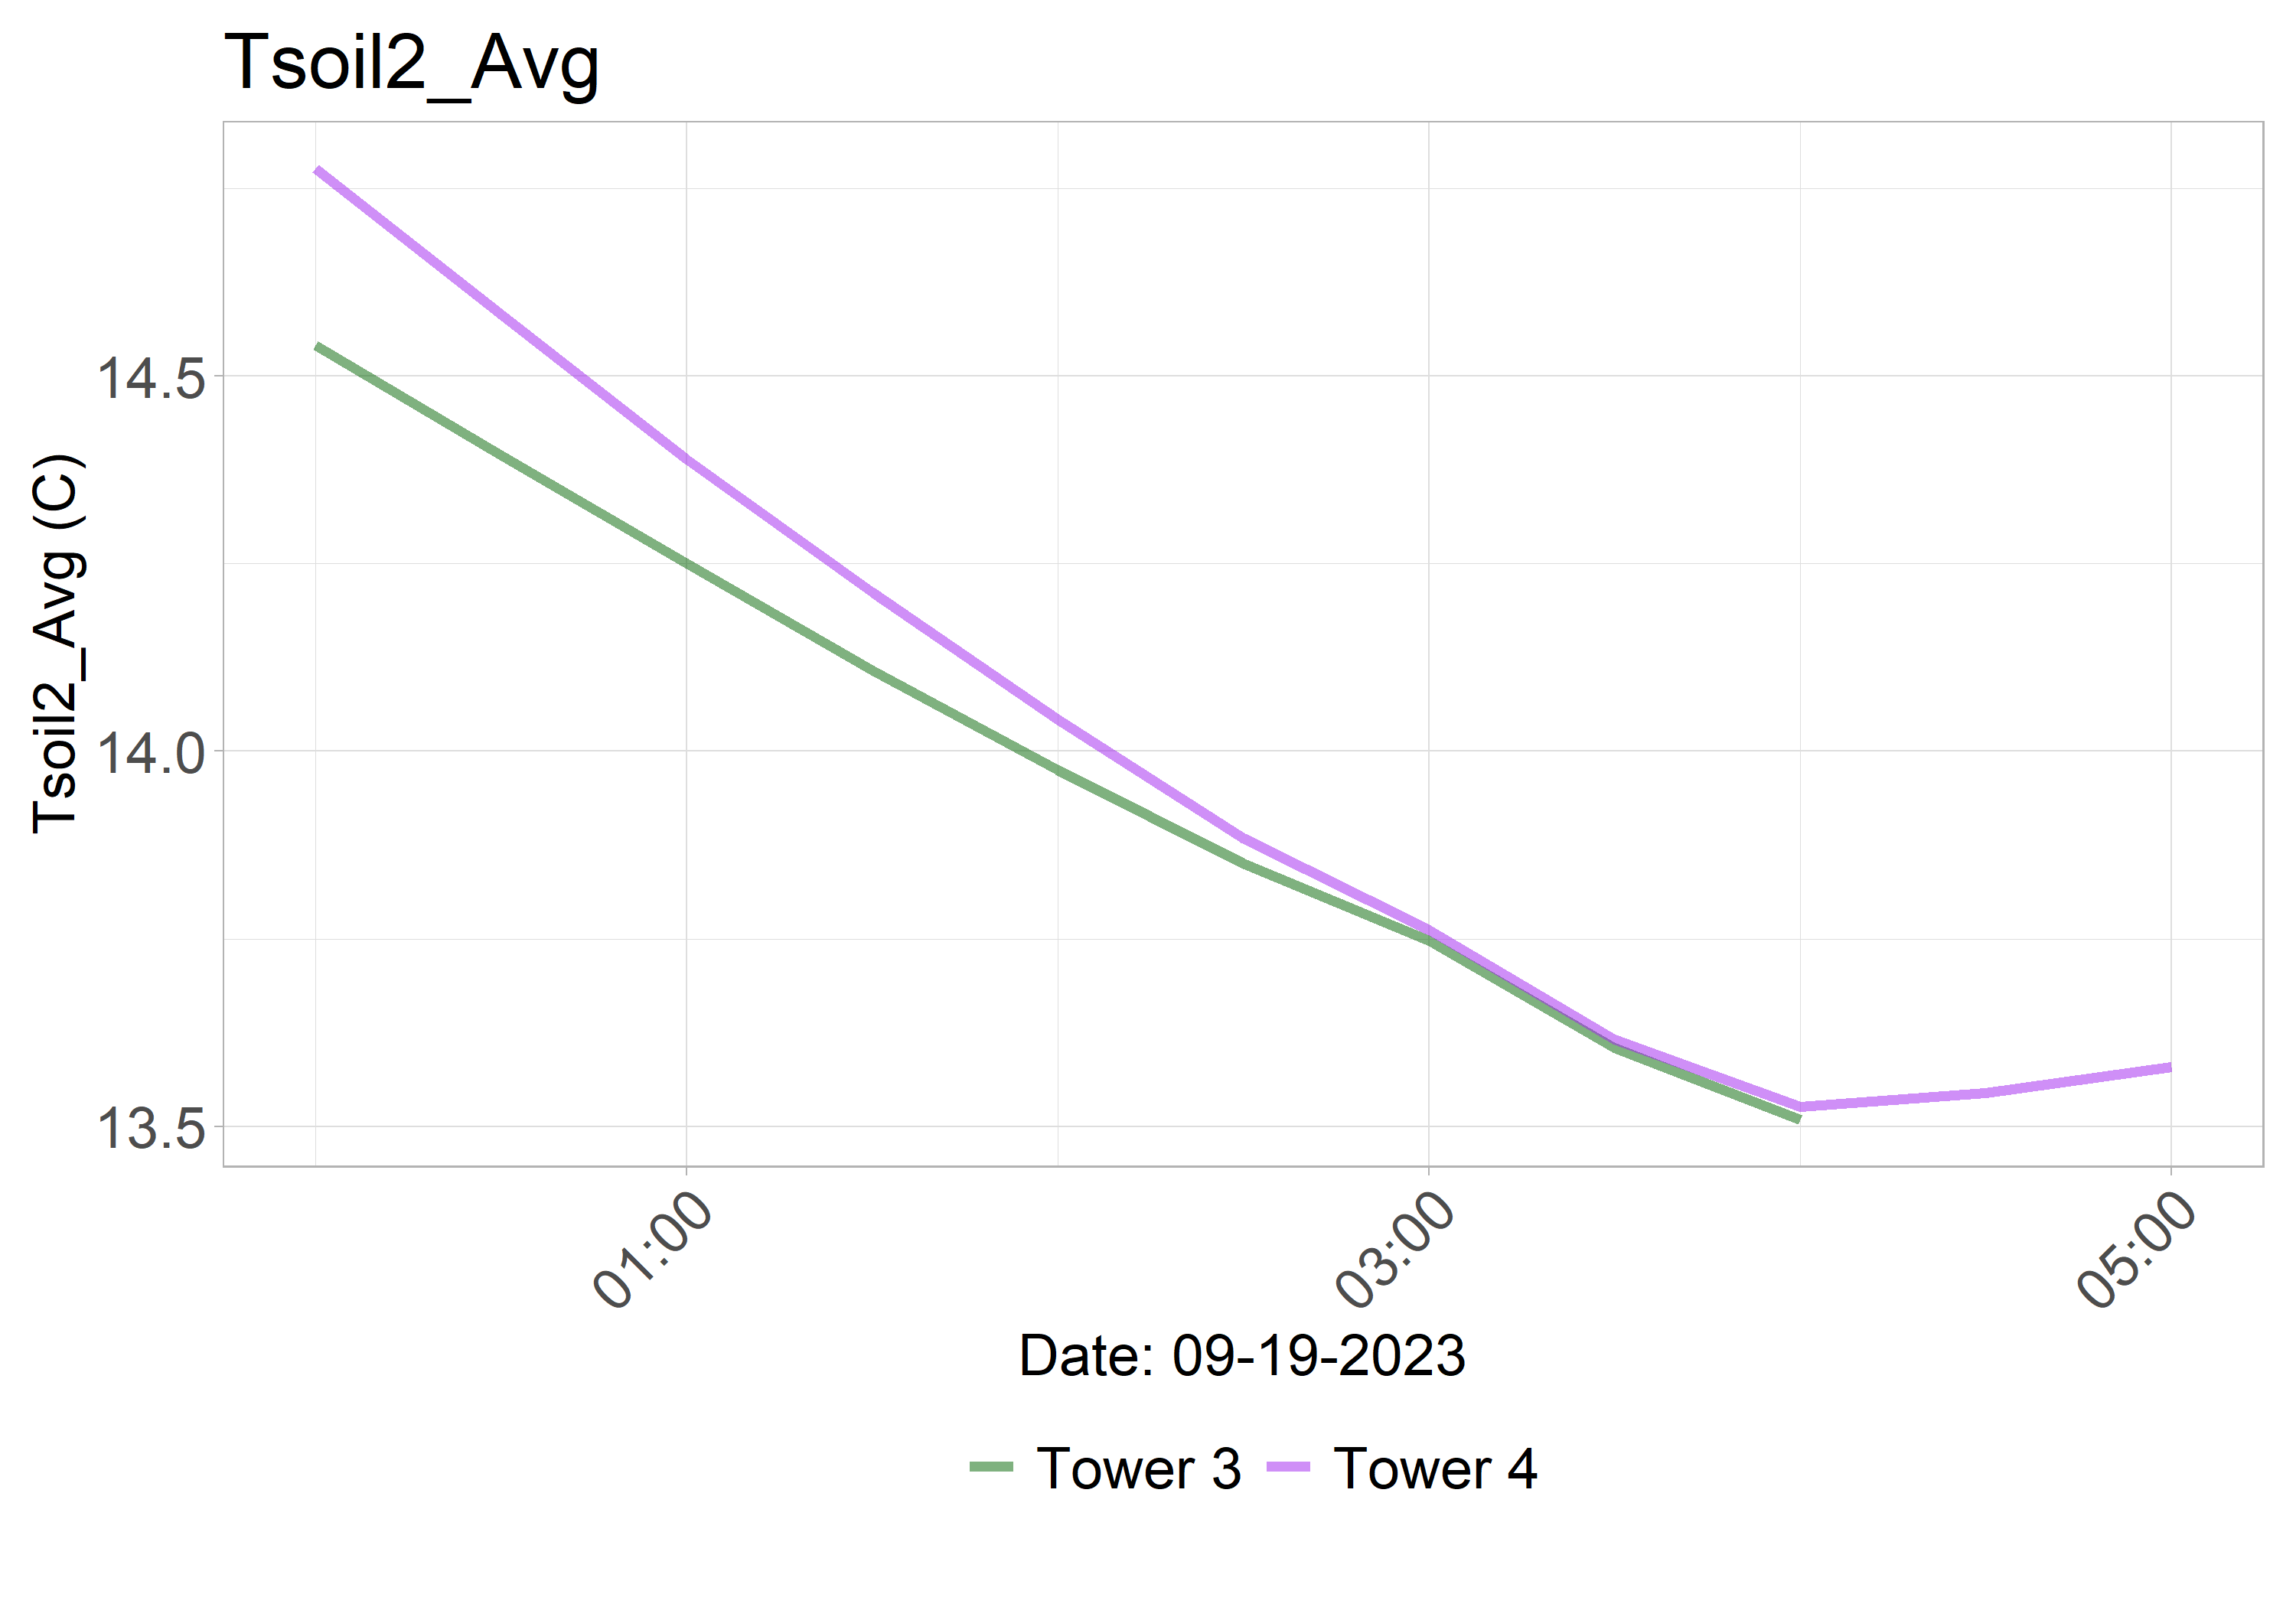 Tsoil2_Avg
Tsoil2_Avg (C)
14.5
14.0
13.5
01:00
03:00
05:00
Date: 09-19-2023
Tower 3
Tower 4